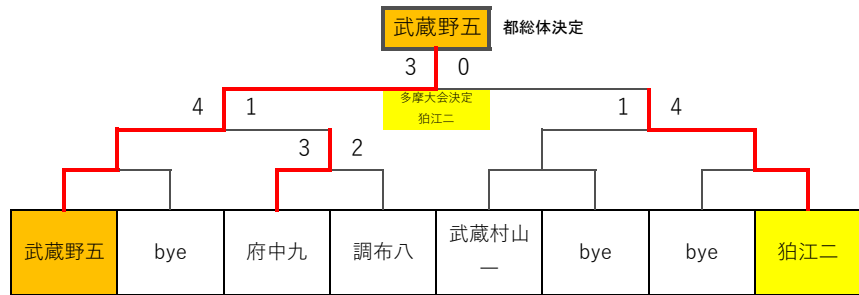 武蔵野五 都総体決定
3 0
多摩大会決定
狛江二
4 1 1 4
3 2
武蔵野五 bye 府中九 調布八 武蔵村山 bye bye 狛江二
一